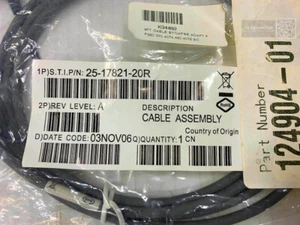 1P)S.T.I.P/N: 25-17821-20R
2P)REV LEVEL: A
DESCRIPTION
CABLE ASSEMBLY
Country of Origin
D)DATE CODE: 03NOV06
Q)QUANTITY: 1 CN
Part Number
124904-01